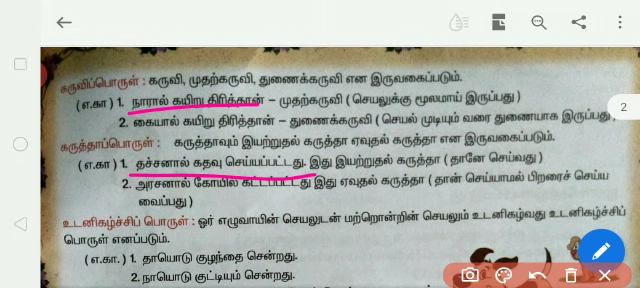 கருவிப்பொருள் : கருவி, முதற்கருவி, துணைக்கருவி என இருவகைப்படும்.
(எ.கா) 1. நாரால் கயிறு திரித்தான் – முதற்கருவி ( செயலுக்கு மூலமாய் இருப்பது )
2. கையால் கயிறு திரித்தான் – துணைக்கருவி ( செயல் முடியும் வரை துணையாக இருப்பது )
2
கருத்தாப்பொருள் : கருத்தாவும் இயற்றுதல் கருத்தா ஏவுதல் கருத்தா என இருவகைப்படும்.
(எ.கா) 1. தச்சனால் கதவு செய்யப்பட்டது. இது இயற்றுதல் கருத்தா ( தானே செய்வது )
2. அரசனால் கோயில் கட்டப்பட்டது இது ஏவுதல் கருத்தா ( தான் செய்யாமல் பிறரைச் செய்ய
வைப்பது )
உடனிகழ்ச்சிப் பொருள் : ஓர் எழுவாயின் செயலுடன் மற்றொன்றின் செயலும் உடனிகழ்வது உடனிகழ்ச்சிப்
பொருள் எனப்படும்.
(எ.கா.) 1. தாயொடு குழந்தை சென்றது.
2. நாயொடு குட்டியும் சென்றது.